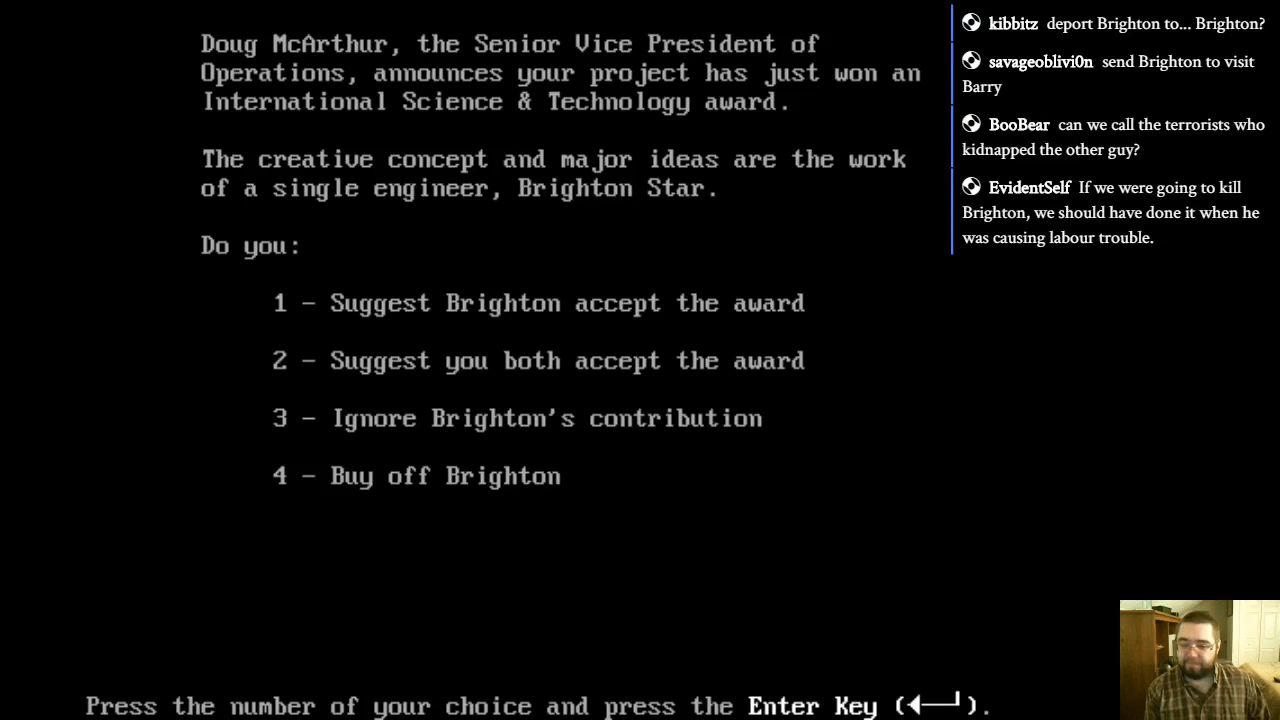 Doug McArthur, the Senior Vice President of
Operations, announces your project has just won an
International Science & Technology award.
The creative concept and major ideas are the work
of a single engineer, Brighton Star.
Do you:
1 - Suggest Brighton accept the award
2 - Suggest you both accept the award
3 - Ignore Brighton's contribution
4 - Buy off Brighton
Press the number of your choice and press the Enter Key (◄─┘).
kibbitz deport Brighton to... Brighton?
savageoblivi0n send Brighton to visit
Barry
BooBear can we call the terrorists who
kidnapped the other guy?
EvidentSelf If we were going to kill
Brighton, we should have done it when he
was causing labour trouble.